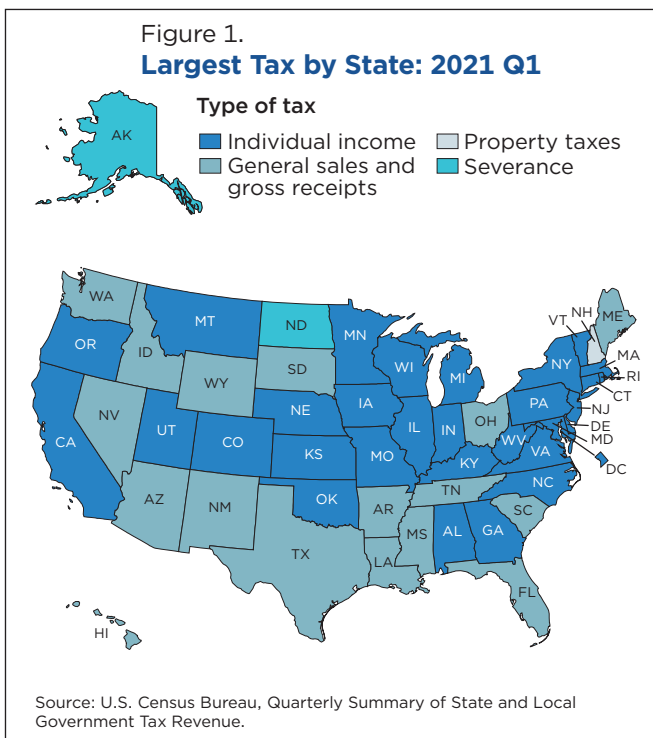 Figure 1.
Largest Tax by State: 2021 Q1
Type of tax
Individual income
Property taxes
General sales and
gross receipts
Severance
AK
WA
MT
ND
MN
VT
NH
ME
OR
ID
SD
WI
MI
NY
MA
RI
CT
WY
NV
NE
IA
PA
NJ
OH
DE
MD
DC
CA
UT
CO
IL
IN
WV
VA
KS
MO
KY
NC
AZ
NM
OK
AR
TN
SC
TX
MS
AL
GA
LA
FL
HI
Source: U.S. Census Bureau, Quarterly Summary of State and Local
Government Tax Revenue.